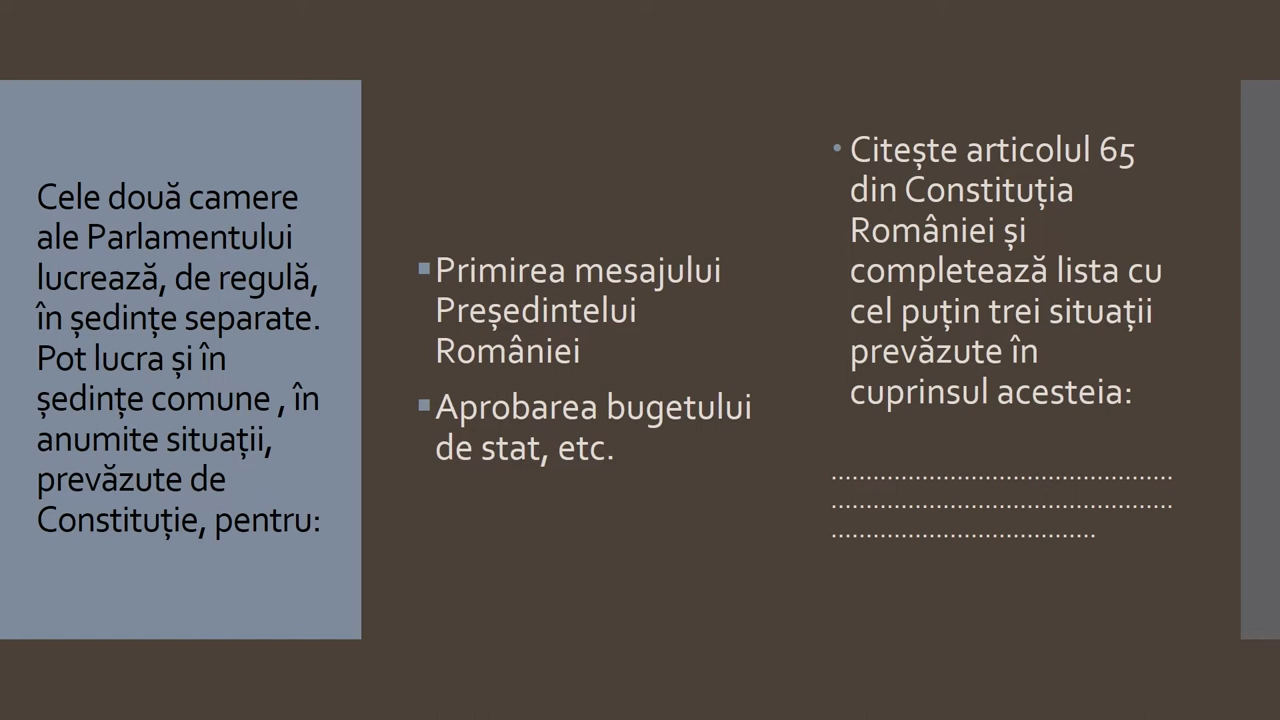 Cele două camere
ale Parlamentului
lucrează, de regulă,
în ședințe separate.
Pot lucra și în
ședințe comune , în
anumite situații,
prevăzute de
Constituție, pentru:
▪Primirea mesajului
Președintelui
României
▪Aprobarea bugetului
de stat, etc.
• Citește articolul 65
din Constituția
României și
completează lista cu
cel puțin trei situații
prevăzute în
cuprinsul acesteia:
................................................
................................................
.....................................